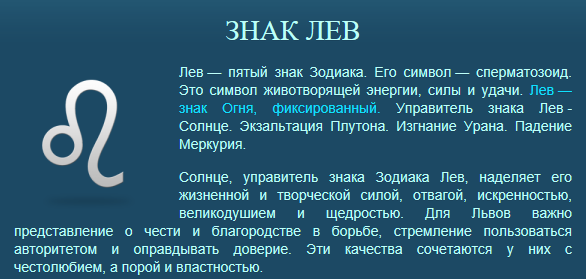 ЗНАК ЛЕВ
Лев — пятый знак Зодиака. Его символ — сперматозоид.
Это символ животворящей энергии, силы и удачи. Лев —
знак Огня, фиксированный. Управитель знака Лев -
Солнце. Экзальтация Плутона. Изгнание Урана. Падение
Меркурия.
Солнце, управитель знака Зодиака Лев, наделяет его
жизненной и творческой силой, отвагой, искренностью,
великодушием и щедростью. Для Львов важно
представление о чести и благородстве в борьбе, стремление пользоваться
авторитетом и оправдывать доверие. Эти качества сочетаются у них с
честолюбием, а порой и властностью.